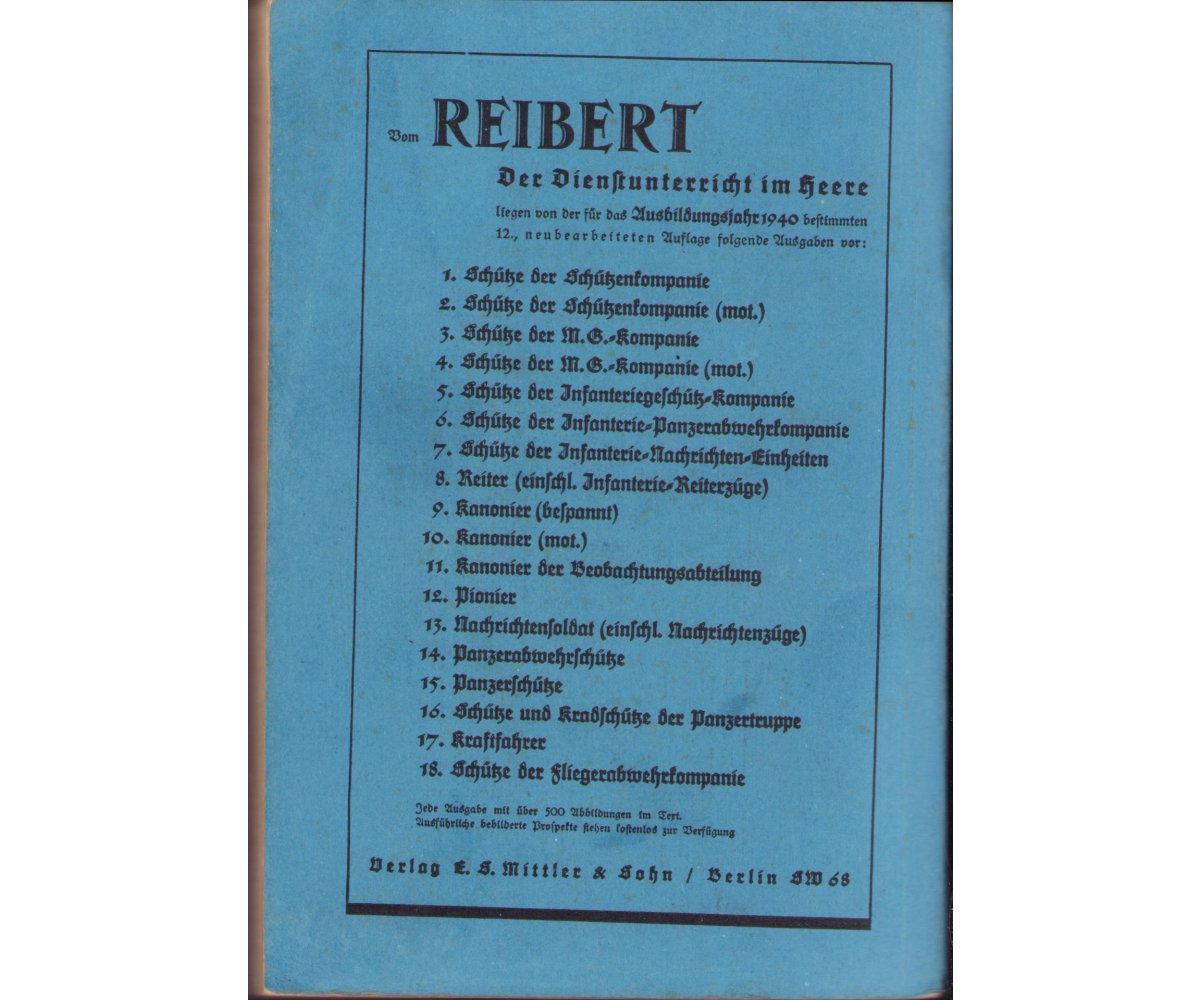 Vom REIBERT
Der Dienstunterricht im Heere
liegen von der für das Ausbildungsjahr 1940 bestimmten
12., neubearbeiteten Auflage folgende Ausgaben vor:
1. Schütze der Schützenkompanie
2. Schütze der Schützenkompanie (mot.)
3. Schütze der M.G.-Kompanie
4. Schütze der M.G.-Kompanie (mot.)
5. Schütze der Infanteriegeschütz-Kompanie
6. Schütze der Infanterie-Panzerabwehrkompanie
7. Schütze der Infanterie-Nachrichten-Einheiten
8. Reiter (einschl. Infanterie-Reiterzüge)
9. Kanonier (bespannt)
10. Kanonier (mot.)
11. Kanonier der Beobachtungsabteilung
12. Pionier
13. Nachrichtensoldat (einschl. Nachrichtenzüge)
14. Panzerabwehrschütze
15. Panzerschütze
16. Schütze und Kradschütze der Panzertruppe
17. Kraftfahrer
18. Schütze der Fliegerabwehrkompanie
Jede Ausgabe mit über 500 Abbildungen im Text.
Ausführliche bebilderte Prospekte stehen kostenlos zur Verfügung
Verlag E. S. Mittler & Sohn / Berlin SW 68